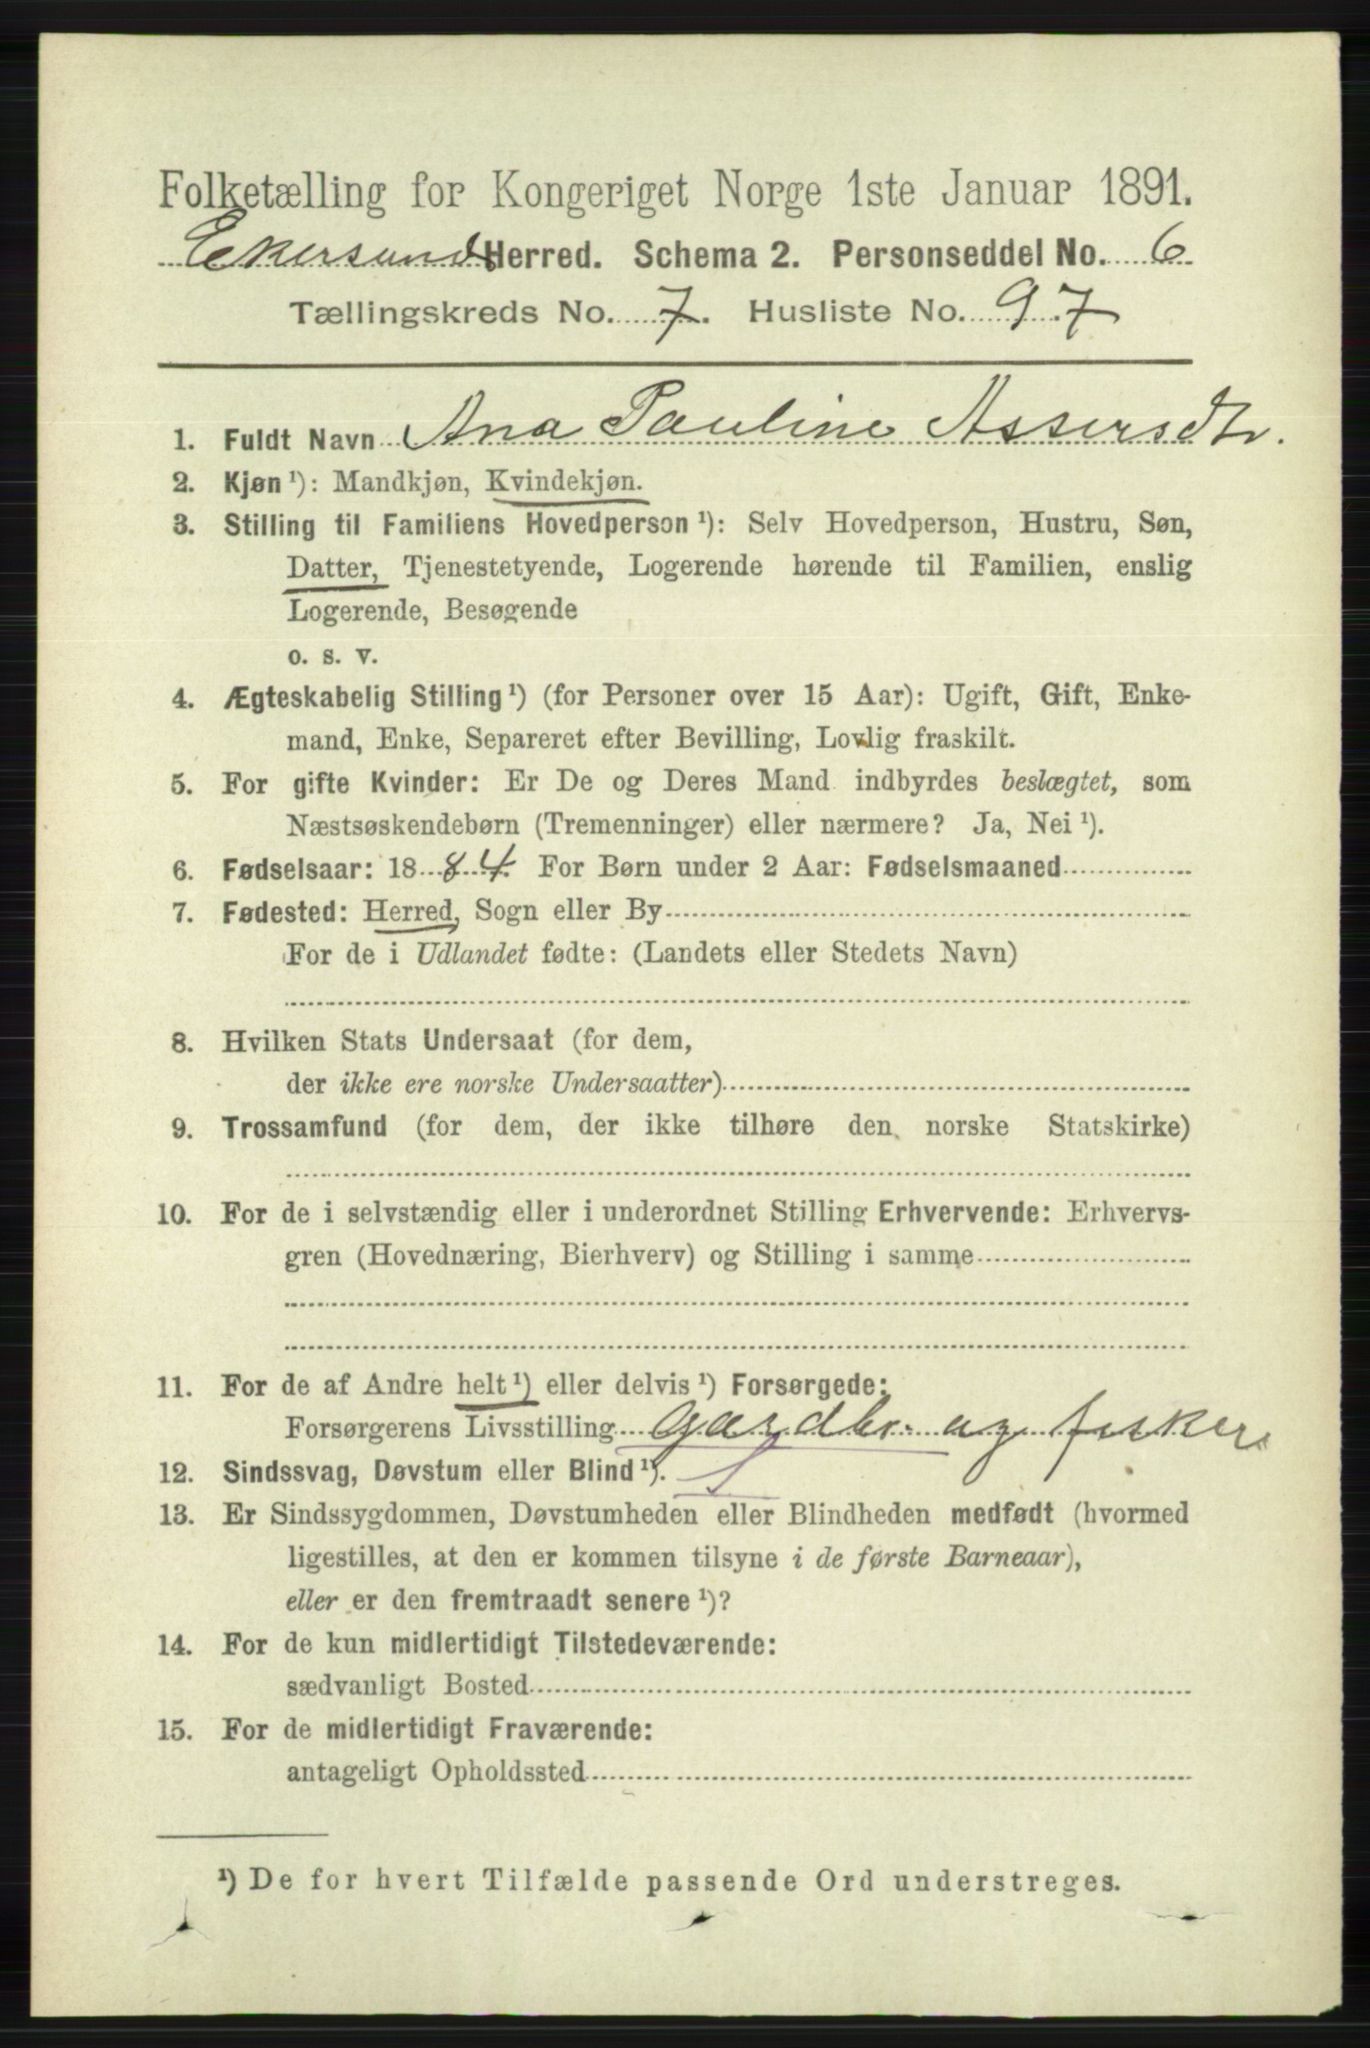 Folketælling for Kongeriget Norge 1ste Januar 1891.
Ekersund Herred. Schema 2. Personseddel No. 6
Tællingskreds No. 7. Husliste No. 97
1. Fuldt Navn Ana Pauline Assersdtr.
2. Kjøn ¹): Mandkjøn, Kvindekjøn.
3. Stilling til Familiens Hovedperson ¹): Selv Hovedperson, Hustru, Søn,
Datter, Tjenestetyende, Logerende hørende til Familien, enslig
Logerende, Besøgende
o. s. v.
4. Ægteskabelig Stilling ¹) (for Personer over 15 Aar): Ugift, Gift, Enke-
mand, Enke, Separeret efter Bevilling, Lovlig fraskilt.
5. For gifte Kvinder: Er De og Deres Mand indbyrdes beslægtet, som
Næstsøskendebørn (Tremenninger) eller nærmere? Ja, Nei ¹).
6. Fødselsaar: 1884. For Børn under 2 Aar: Fødselsmaaned
7. Fødested: Herred, Sogn eller By
For de i Udlandet fødte: (Landets eller Stedets Navn)
8. Hvilken Stats Undersaat (for dem,
der ikke ere norske Undersaatter)
9. Trossamfund (for dem, der ikke tilhøre den norske Statskirke)
10. For de i selvstændig eller i underordnet Stilling Erhvervende: Erhvervs-
gren (Hovednæring, Bierhverv) og Stilling i samme
11. For de af Andre helt ¹) eller delvis ¹) Forsørgede:
Forsørgerens Livsstilling gardbr. og fisker
12. Sindssvag, Døvstum eller Blind ¹).
13. Er Sindssygdommen, Døvstumheden eller Blindheden medfødt (hvormed
ligestilles, at den er kommen tilsyne i de første Barneaar),
eller er den fremtraadt senere ¹)?
14. For de kun midlertidigt Tilstedeværende:
sædvanligt Bosted
15. For de midlertidigt Fraværende:
antageligt Opholdssted
¹) De for hvert Tilfælde passende Ord understreges.